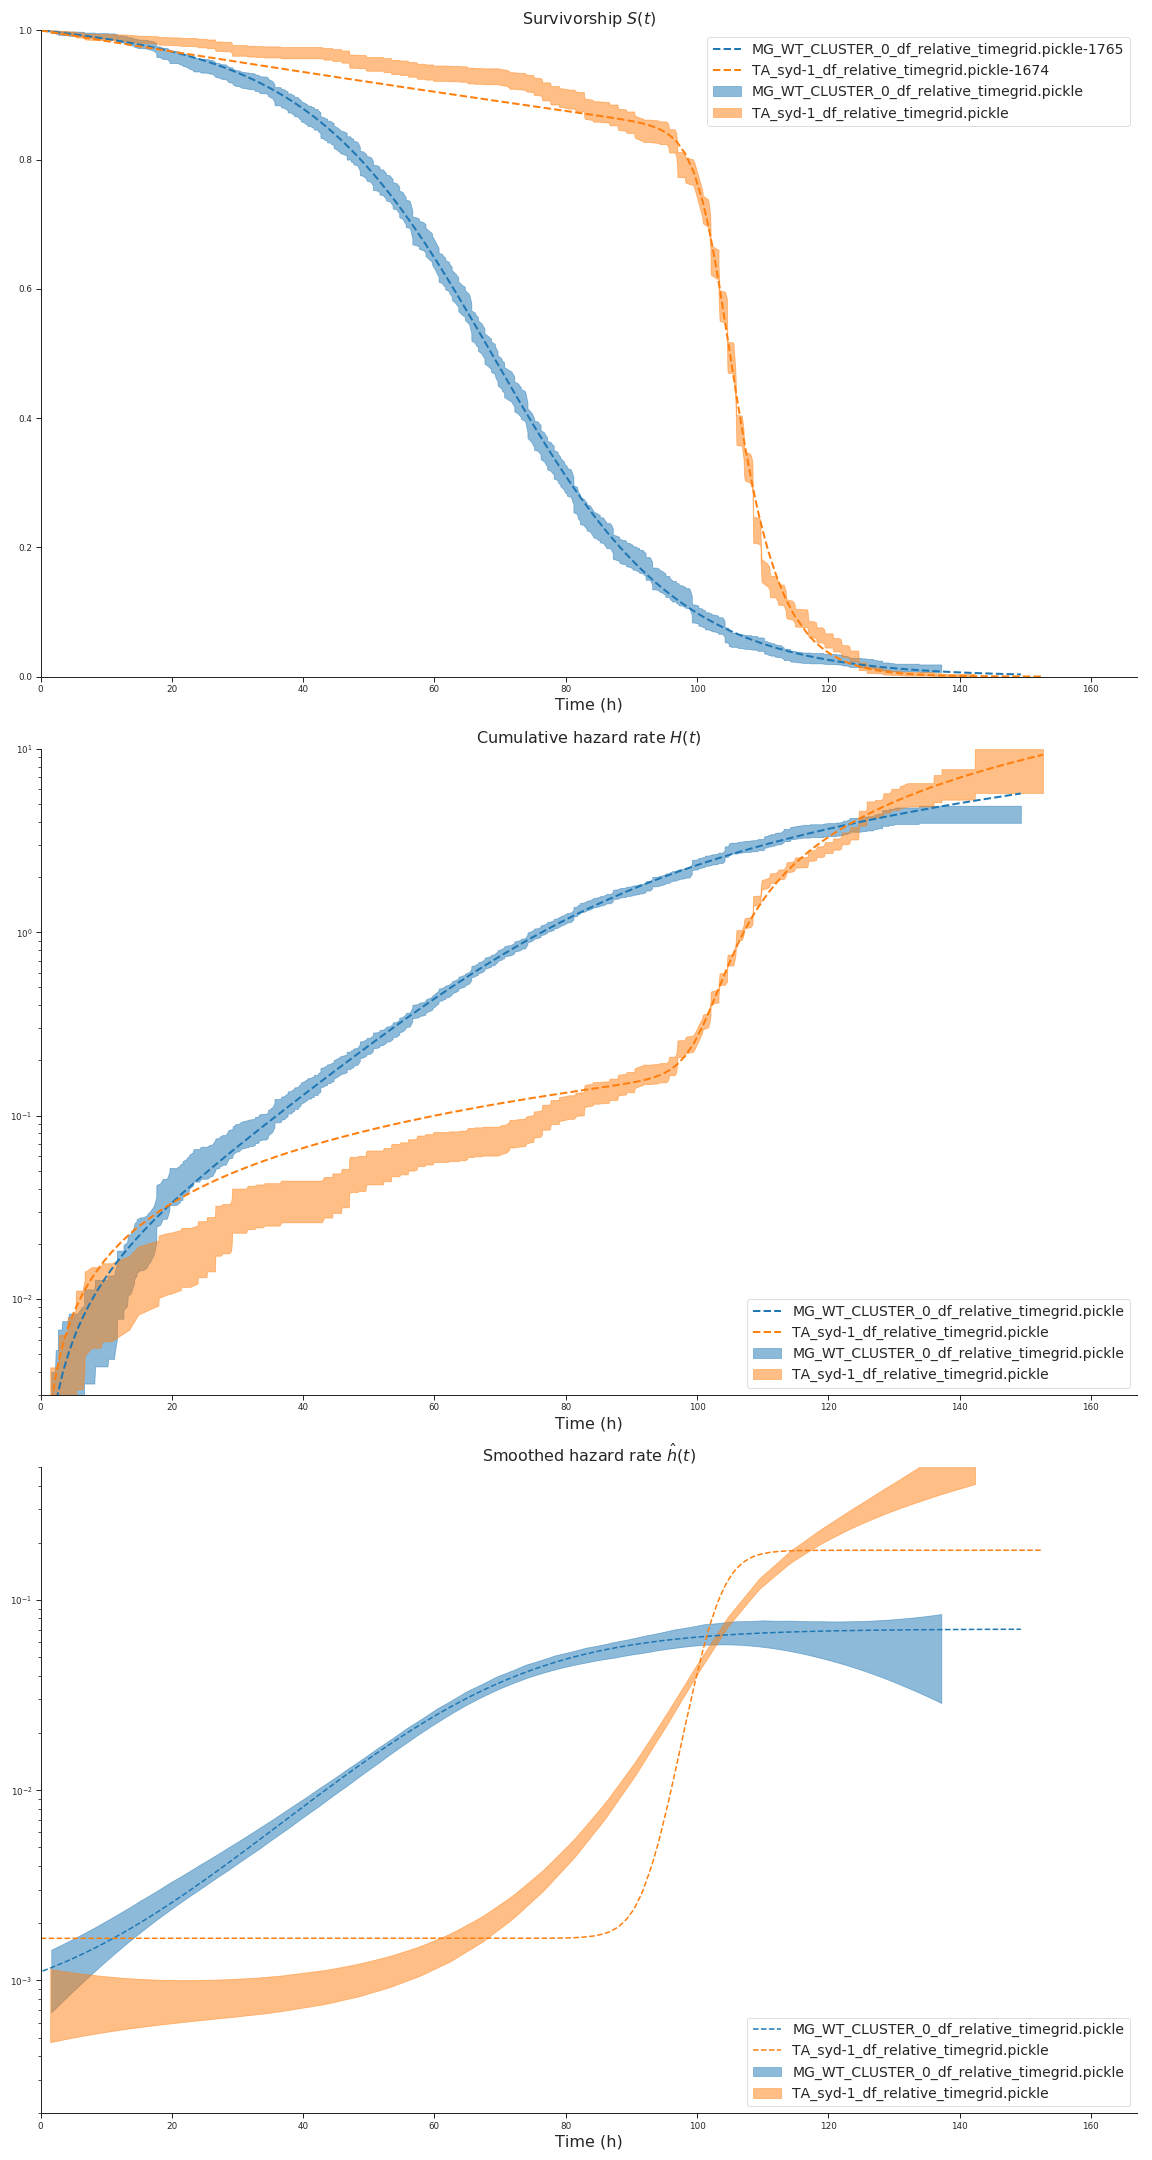 Survivorship S(t)
1.0
0.8
0.6
0.4
0.2
0.0
MG_WT_CLUSTER_0_df_relative_timegrid.pickle-1765
TA_syd-1_df_relative_timegrid.pickle-1674
MG_WT_CLUSTER_0_df_relative_timegrid.pickle
TA_syd-1_df_relative_timegrid.pickle
0 20 40 60 80 100 120 140 160
Time (h)
Cumulative hazard rate H(t)
10¹
10⁰
10⁻¹
10⁻²
MG_WT_CLUSTER_0_df_relative_timegrid.pickle
TA_syd-1_df_relative_timegrid.pickle
MG_WT_CLUSTER_0_df_relative_timegrid.pickle
TA_syd-1_df_relative_timegrid.pickle
0 20 40 60 80 100 120 140 160
Time (h)
Smoothed hazard rate ĥ(t)
10⁻¹
10⁻²
10⁻³
MG_WT_CLUSTER_0_df_relative_timegrid.pickle
TA_syd-1_df_relative_timegrid.pickle
MG_WT_CLUSTER_0_df_relative_timegrid.pickle
TA_syd-1_df_relative_timegrid.pickle
0 20 40 60 80 100 120 140 160
Time (h)